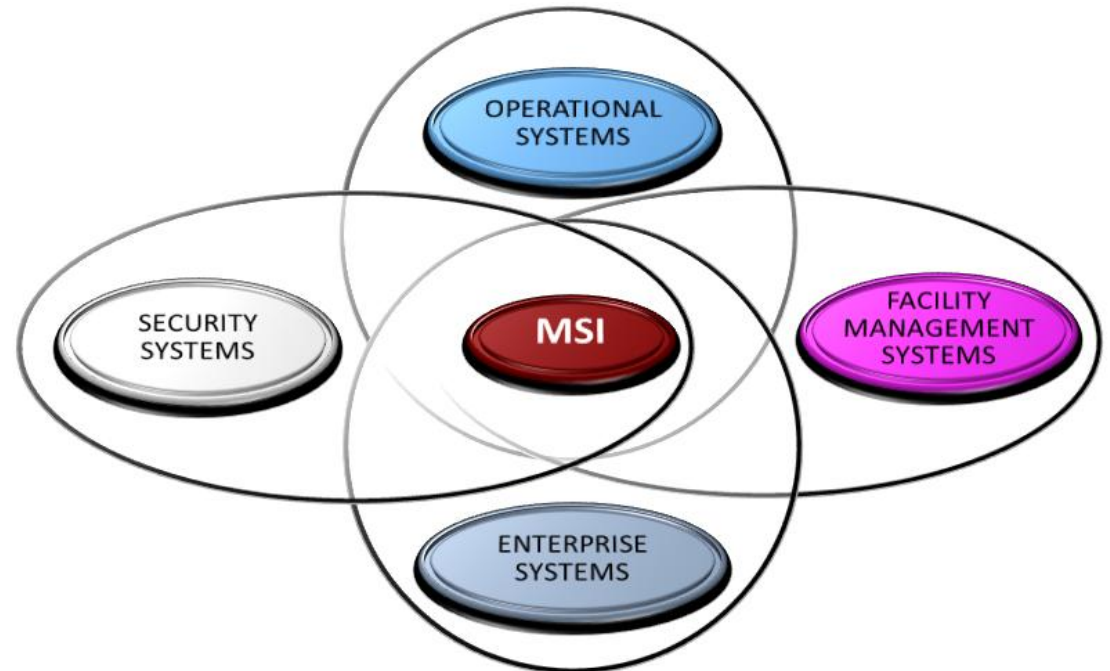 OPERATIONAL
SYSTEMS
SECURITY
SYSTEMS
MSI
FACILITY
MANAGEMENT
SYSTEMS
ENTERPRISE
SYSTEMS